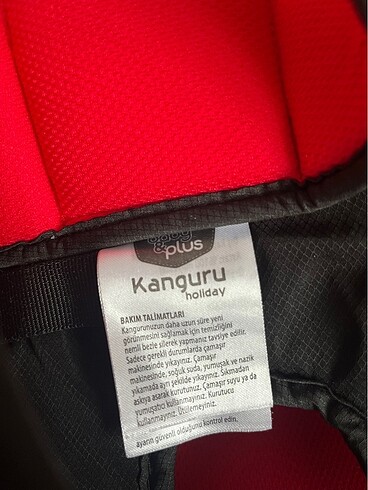 baby
&plus
Kanguru
holiday
BAKIM TALİMATLARI
Kangurunuzun daha uzun süre yeni
görünmesini sağlamak için temizliğini
nemli bezle silerek yapmanız tavsiye edilir.
Sadece gerekli durumlarda çamaşır
makinesinde yıkayınız. Çamaşır
makinesinde, soğuk suda, yumuşak ve nazik
yıkamada ayrı şekilde yıkayınız. Sıkmadan
askıya asarak kurutunuz. Çamaşır suyu ya da
yumuşatıcı kullanmayınız. Kurutucu
kullanmayınız. Ütülemeyiniz.
ayarın güvenli olduğunu kontrol edin.